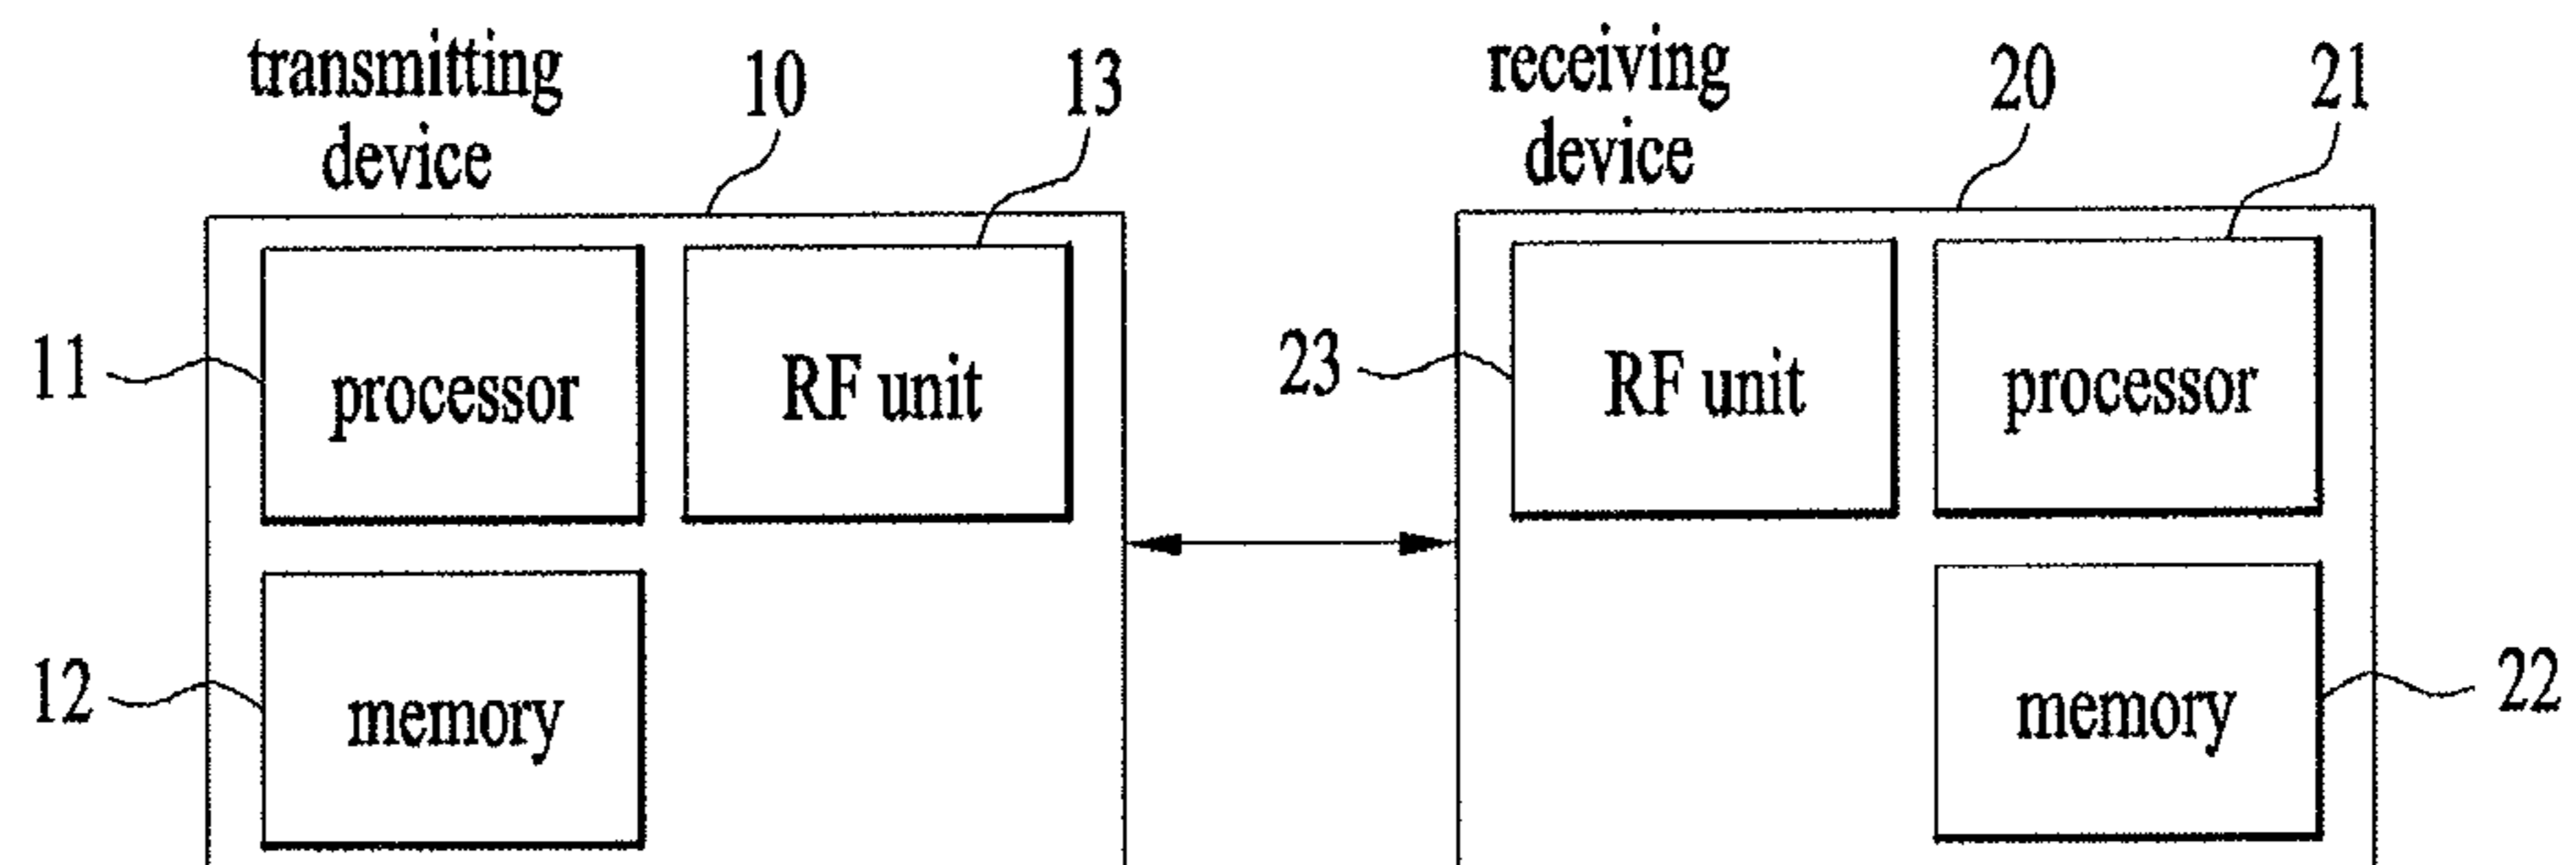 transmitting
device
10
13
receiving
device
20
21
11
processor
RF unit
23
RF unit
processor
12
memory
memory
22